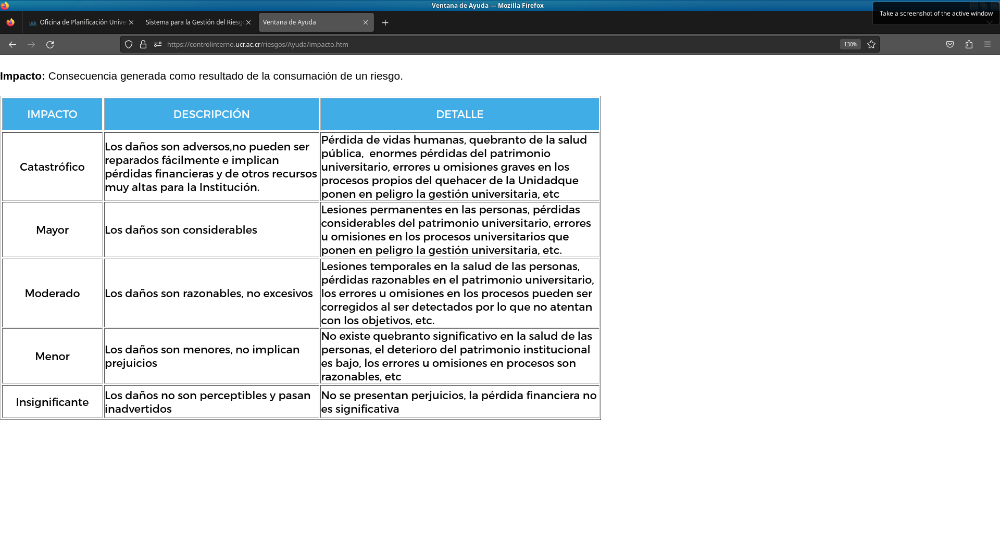 Ventana de Ayuda — Mozilla Firefox
Take a screenshot of the active window
UCR Oficina de Planificación Unive
Sistema para la Gestión del Riesg
Ventana de Ayuda
https://controlinterno.ucr.ac.cr/riesgos/Ayuda/impacto.htm
130%
Impacto: Consecuencia generada como resultado de la consumación de un riesgo.
IMPACTO
DESCRIPCIÓN
DETALLE
Catastrófico
Los daños son adversos,no pueden ser
reparados fácilmente e implican
pérdidas financieras y de otros recursos
muy altas para la Institución.
Pérdida de vidas humanas, quebranto de la salud
pública,  enormes pérdidas del patrimonio
universitario, errores u omisiones graves en los
procesos propios del quehacer de la Unidadque
ponen en peligro la gestión universitaria, etc
Mayor
Los daños son considerables
Lesiones permanentes en las personas, pérdidas
considerables del patrimonio universitario, errores
u omisiones en los procesos universitarios que
ponen en peligro la gestión universitaria, etc.
Moderado
Los daños son razonables, no excesivos
Lesiones temporales en la salud de las personas,
pérdidas razonables en el patrimonio universitario,
los errores u omisiones en los procesos pueden ser
corregidos al ser detectados por lo que no atentan
con los objetivos, etc.
Menor
Los daños son menores, no implican
prejuicios
No existe quebranto significativo en la salud de las
personas, el deterioro del patrimonio institucional
es bajo, los errores u omisiones en procesos son
razonables, etc
Insignificante
Los daños no son perceptibles y pasan
inadvertidos
No se presentan perjuicios, la pérdida financiera no
es significativa